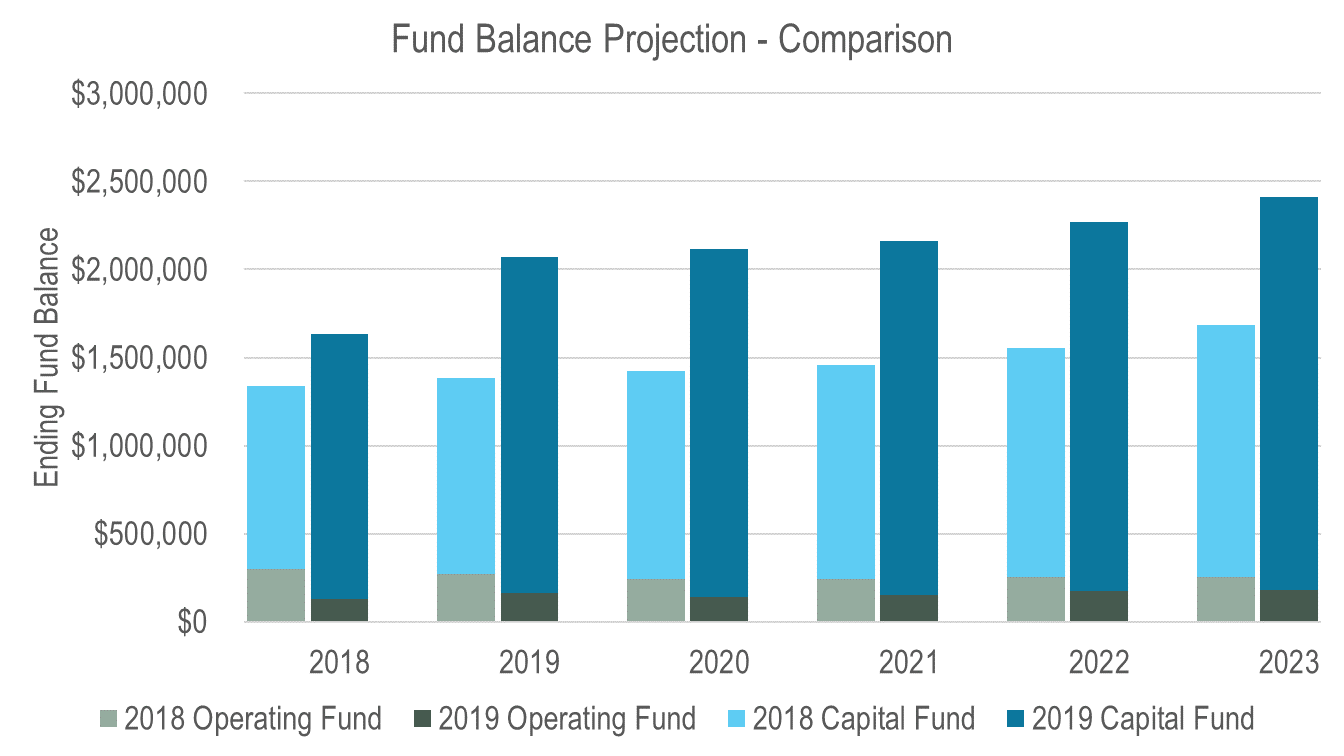 Fund Balance Projection - Comparison
Ending Fund Balance
$3,000,000
$2,500,000
$2,000,000
$1,500,000
$1,000,000
$500,000
$0
2018 2019 2020 2021 2022 2023
2018 Operating Fund 2019 Operating Fund 2018 Capital Fund 2019 Capital Fund